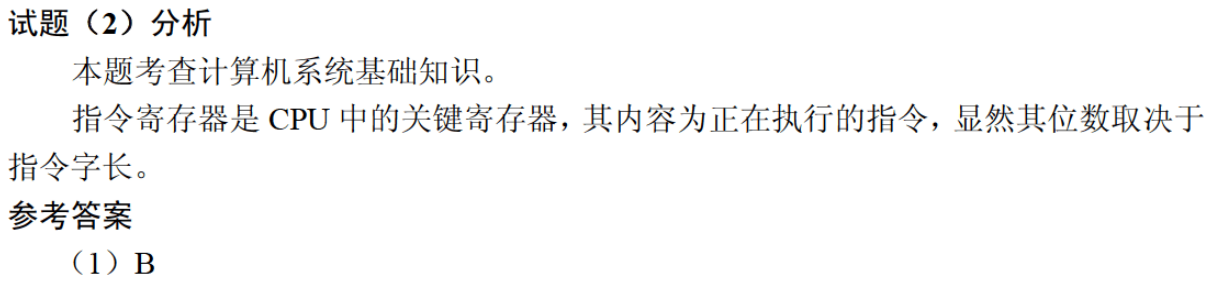 试题（2）分析
本题考查计算机系统基础知识。
指令寄存器是 CPU 中的关键寄存器，其内容为正在执行的指令，显然其位数取决于
指令字长。
参考答案
（1）B